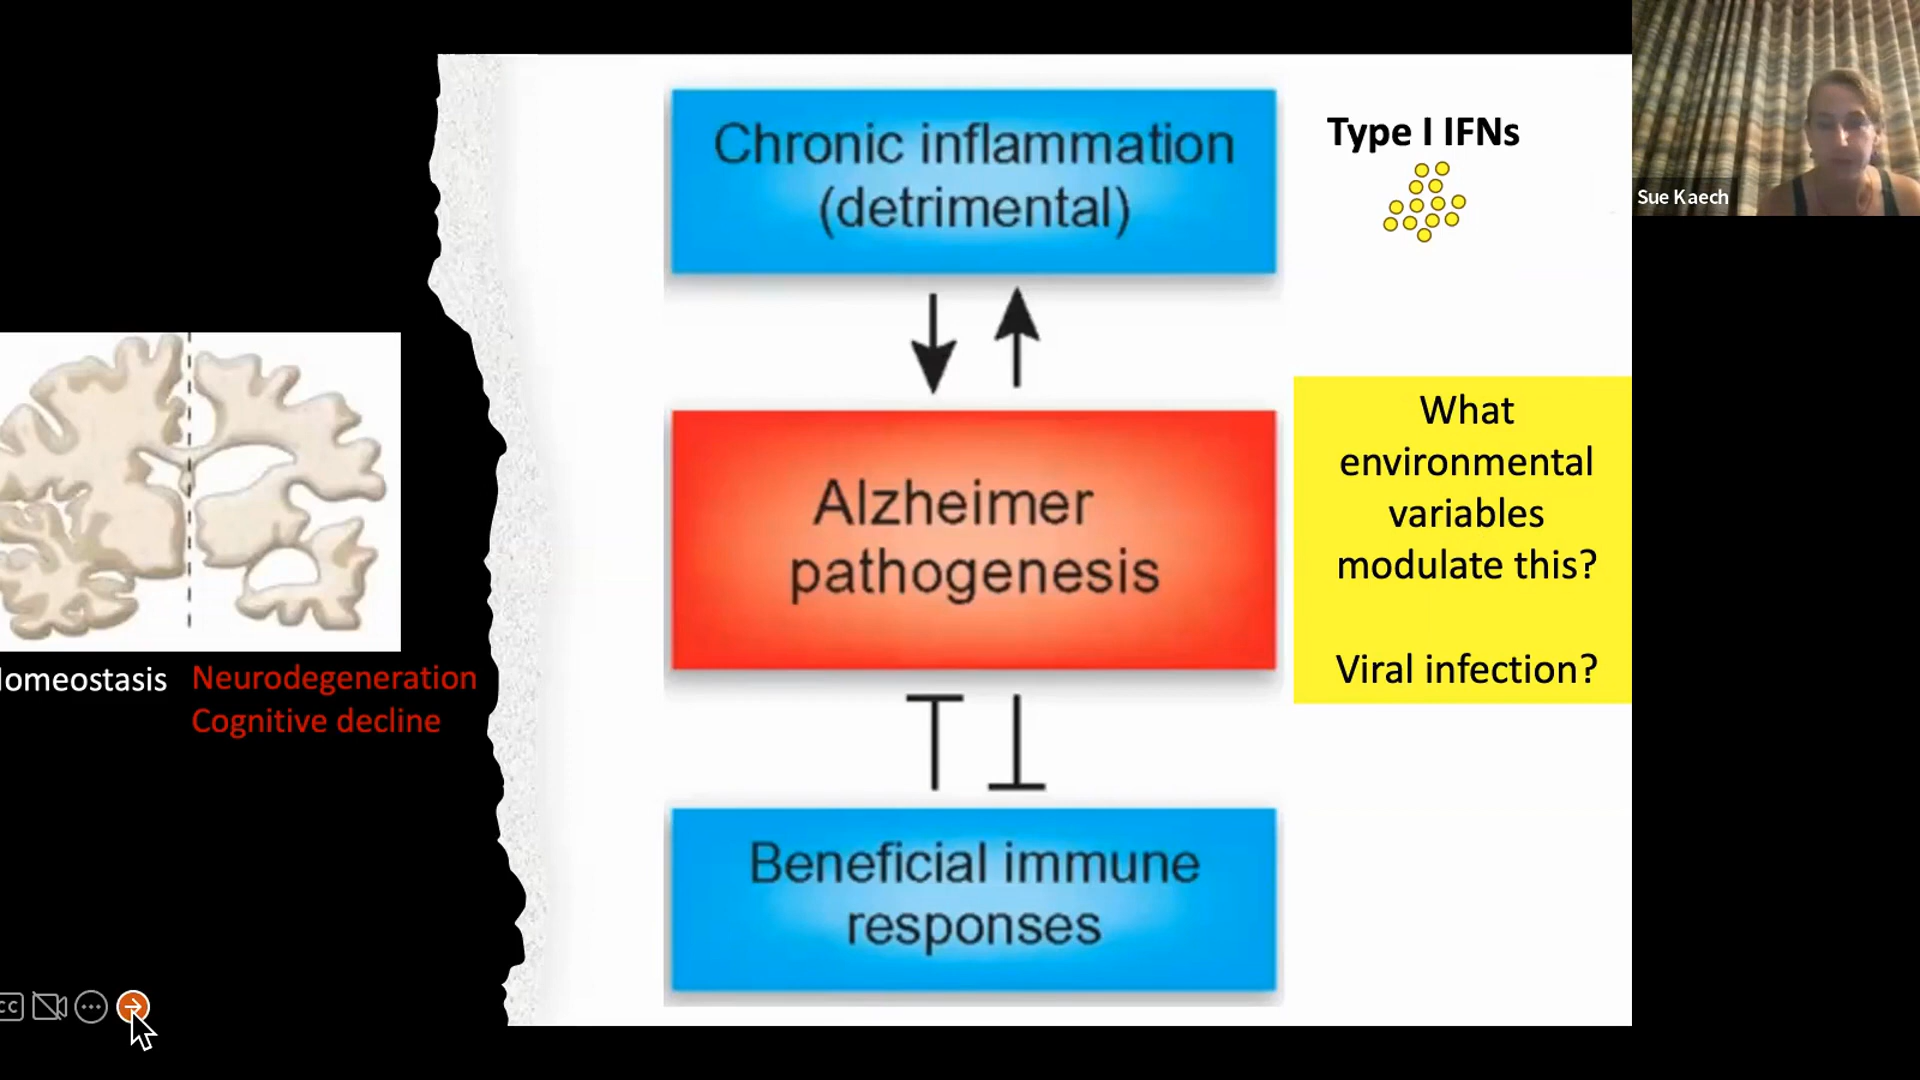 Chronic inflammation
(detrimental)
Type I IFNs
Sue Kaech
Alzheimer
pathogenesis
What
environmental
variables
modulate this?
Viral infection?
Neurodegeneration
Cognitive decline
Beneficial immune
responses